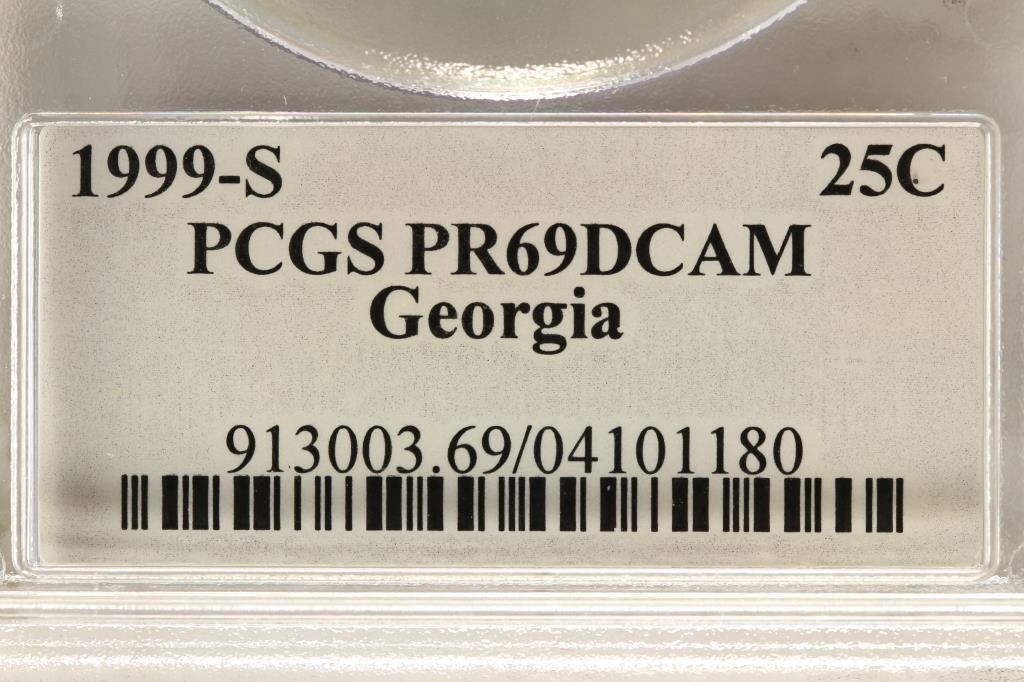 1999-S 25C
PCGS PR69DCAM
Georgia
913003.69/04101180